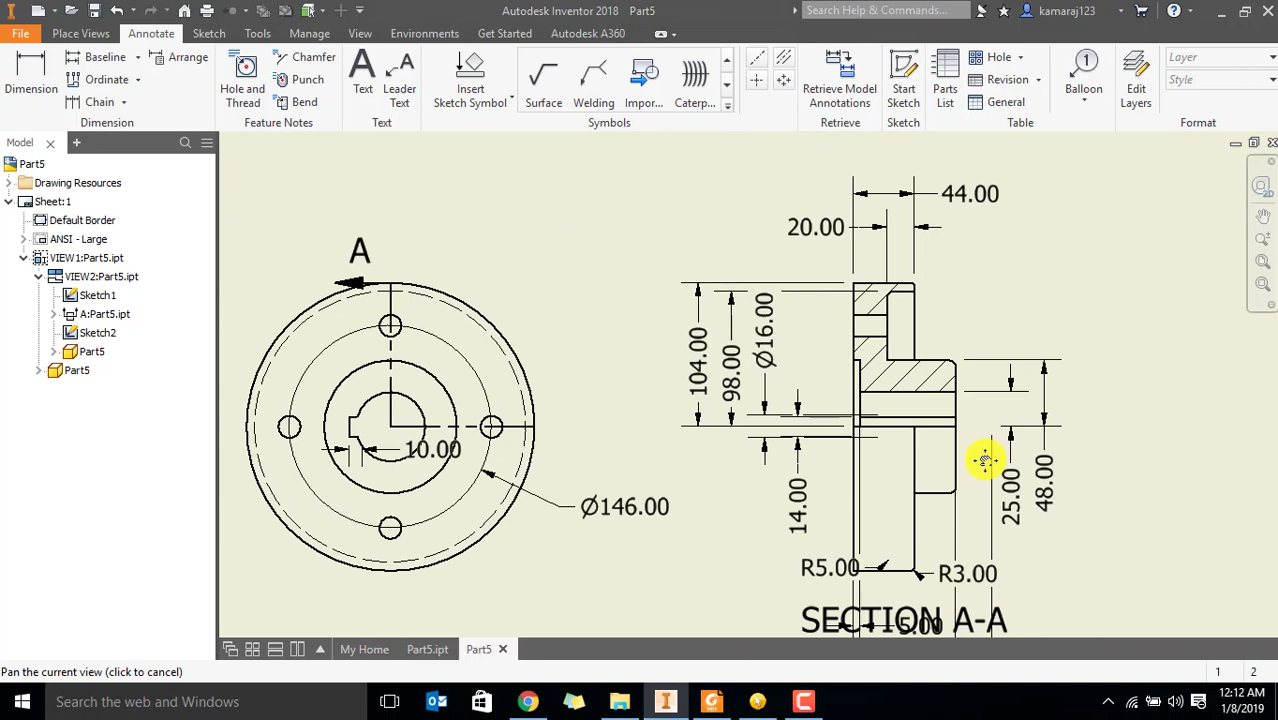 Autodesk Inventor 2018   Part5
Search Help & Commands...
kamaraj123
File
Place Views
Annotate
Sketch
Tools
Manage
View
Environments
Get Started
Autodesk A360
Dimension
Baseline
Ordinate
Chain
Arrange
Dimension
Hole and
Thread
Chamfer
Punch
Bend
Feature Notes
Text
Leader
Text
Text
Insert
Sketch Symbol
Surface
Welding
Impor...
Caterp...
Symbols
Retrieve Model
Annotations
Retrieve
Start
Sketch
Sketch
Parts
List
Hole
Revision
General
Table
Balloon
Edit
Layers
Layer
Style
Format
Model
Part5
Drawing Resources
Sheet:1
Default Border
ANSI - Large
VIEW1:Part5.ipt
VIEW2:Part5.ipt
Sketch1
A:Part5.ipt
Sketch2
Part5
Part5
A
10.00
Ø146.00
44.00
20.00
104.00
98.00
Ø16.00
14.00
25.00
48.00
R5.00
R3.00
SECTION A-A
5.00
2D
My Home
Part5.ipt
Part5
Pan the current view (click to cancel)
1
2
Search the web and Windows
12:12 AM
1/8/2019